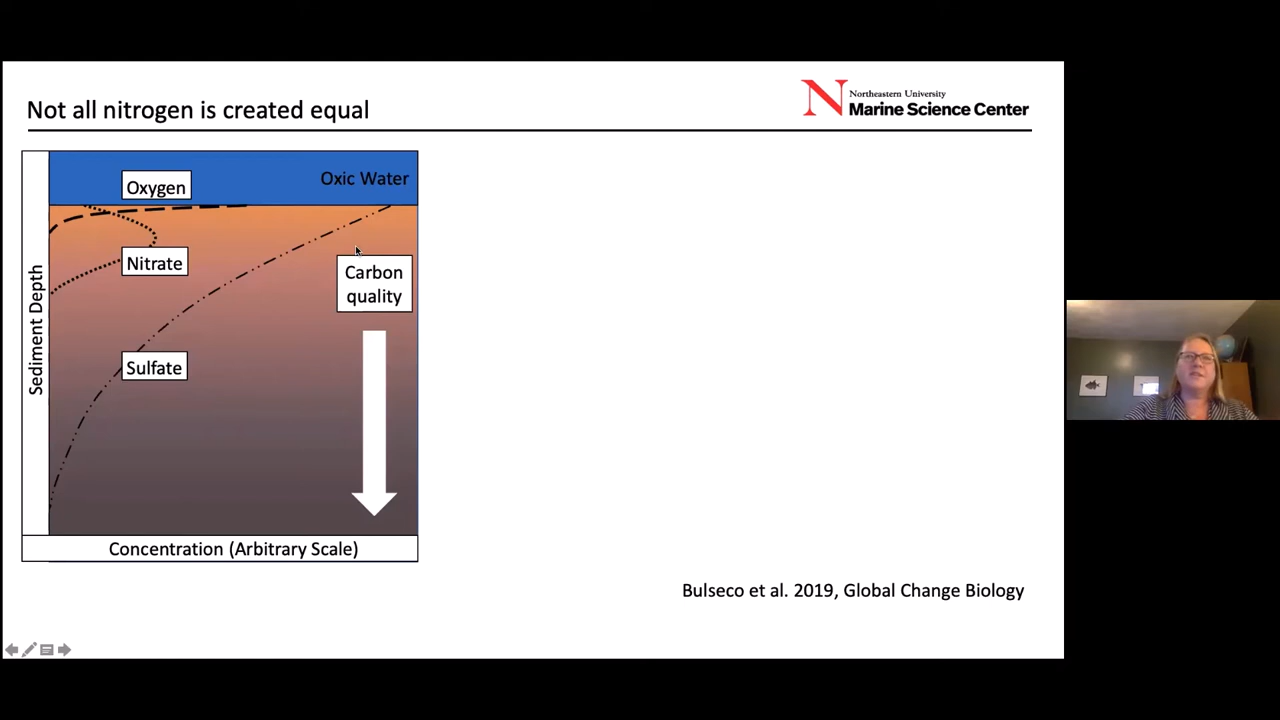 Not all nitrogen is created equal
N
Northeastern University
Marine Science Center
Oxygen
Oxic Water
Nitrate
Carbon
quality
Sediment Depth
Sulfate
Concentration (Arbitrary Scale)
Bulseco et al. 2019, Global Change Biology